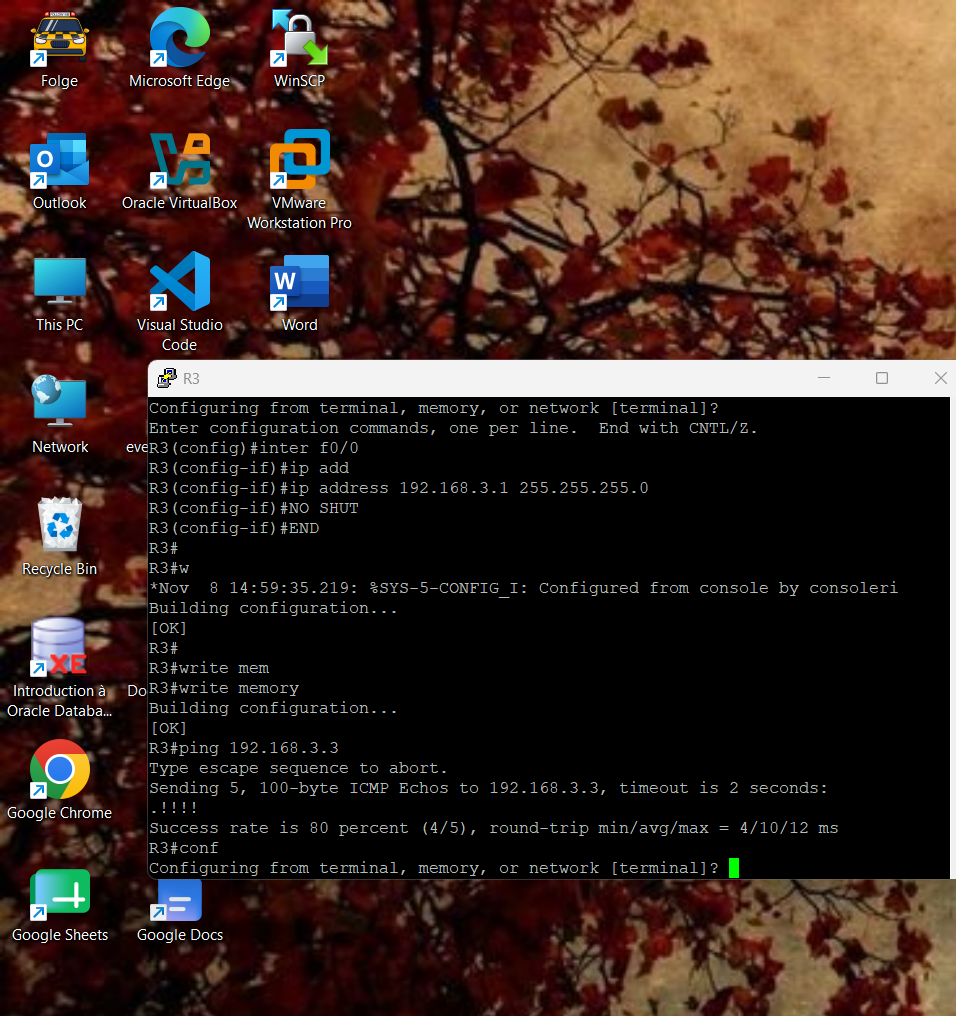 Folge
Microsoft Edge
WinSCP
Outlook
Oracle VirtualBox
VMware
Workstation Pro
This PC
Visual Studio
Code
W
Word
R3
Network
eve
Recycle Bin
XE
Introduction à
Oracle Databa...
Do
Google Chrome
Google Sheets
Google Docs
Configuring from terminal, memory, or network [terminal]?
Enter configuration commands, one per line.  End with CNTL/Z.
R3(config)#inter f0/0
R3(config-if)#ip add
R3(config-if)#ip address 192.168.3.1 255.255.255.0
R3(config-if)#NO SHUT
R3(config-if)#END
R3#
R3#w
*Nov  8 14:59:35.219: %SYS-5-CONFIG_I: Configured from console by consoleri
Building configuration...
[OK]
R3#
R3#write mem
R3#write memory
Building configuration...
[OK]
R3#ping 192.168.3.3
Type escape sequence to abort.
Sending 5, 100-byte ICMP Echos to 192.168.3.3, timeout is 2 seconds:
.!!!!
Success rate is 80 percent (4/5), round-trip min/avg/max = 4/10/12 ms
R3#conf
Configuring from terminal, memory, or network [terminal]?